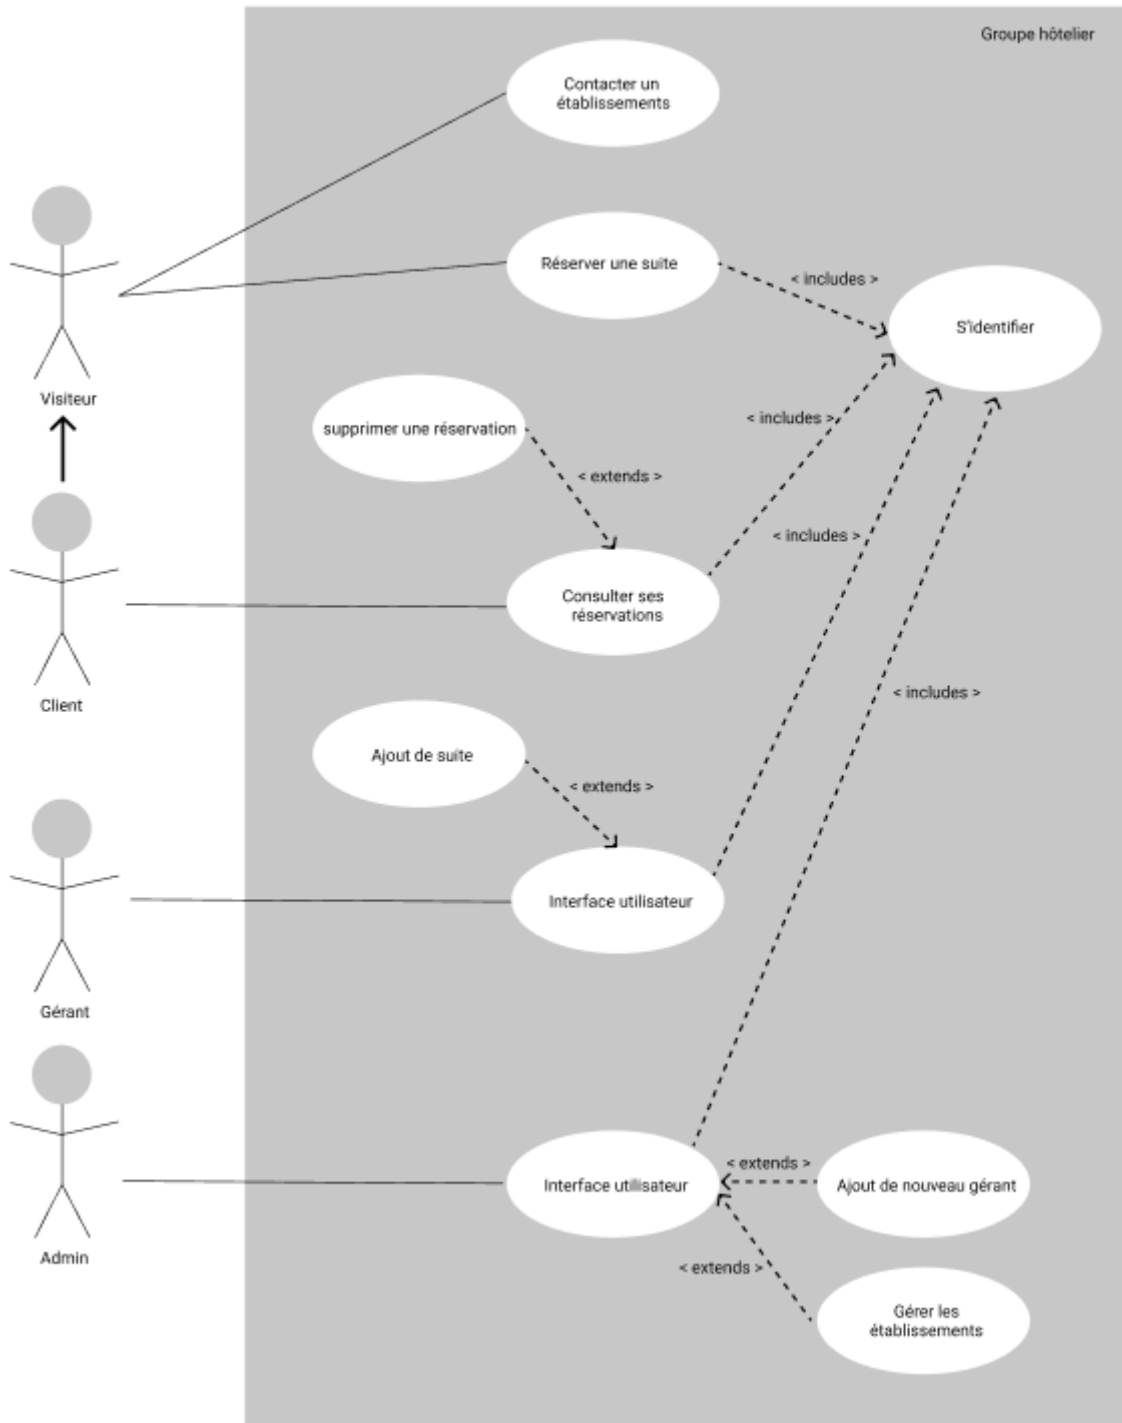 Groupe hôtelier
Contacter un
établissements
Réserver une suite
< includes >
S'identifier
Visiteur
supprimer une réservation
< includes >
< extends >
< includes >
Consulter ses
réservations
Client
< includes >
Ajout de suite
< extends >
Interface utilisateur
Gérant
< extends >
Interface utilisateur
Ajout de nouveau gérant
Admin
< extends >
Gérer les
établissements